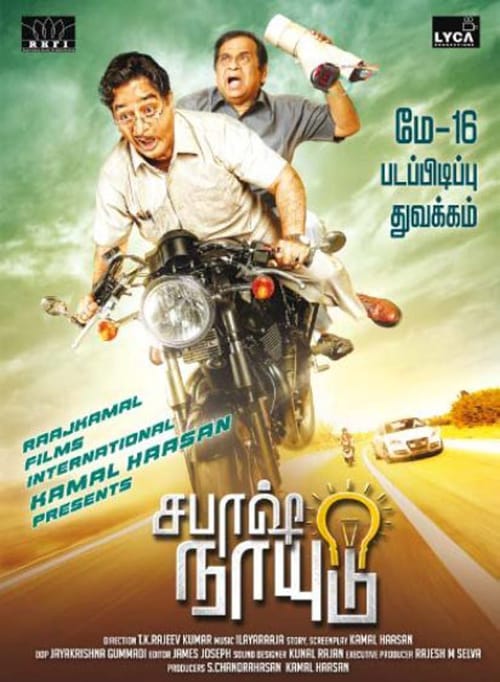 RKFI
LYCA
PRODUCTIONS
மே-16
படப்பிடிப்பு
துவக்கம்
RAAJKAMAL
FILMS
INTERNATIONAL
KAMAL HAASAN
PRESENTS
சபாஷ்
நாயுடு
DIRECTION T.K.RAJEEV KUMAR MUSIC ILAYARAAJA STORY, SCREENPLAY KAMAL HAASAN
DOP JAYAKRISHNA GUMMADI EDITOR JAMES JOSEPH SOUND DESIGNER KUNAL RAJAN EXECUTIVE PRODUCER RAJESH M SELVA
PRODUCERS S.CHANDRAHASAN KAMAL HAASAN